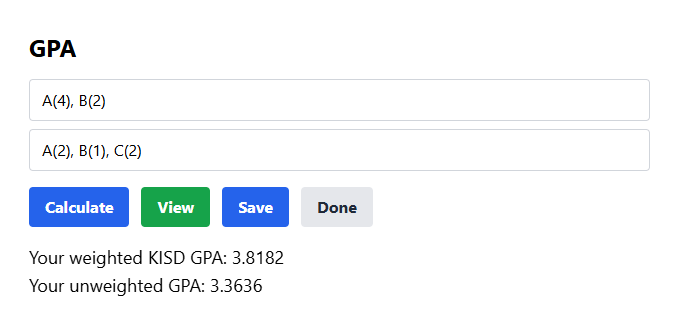 GPA
A(4), B(2)
A(2), B(1), C(2)
Calculate View Save Done
Your weighted KISD GPA: 3.8182
Your unweighted GPA: 3.3636